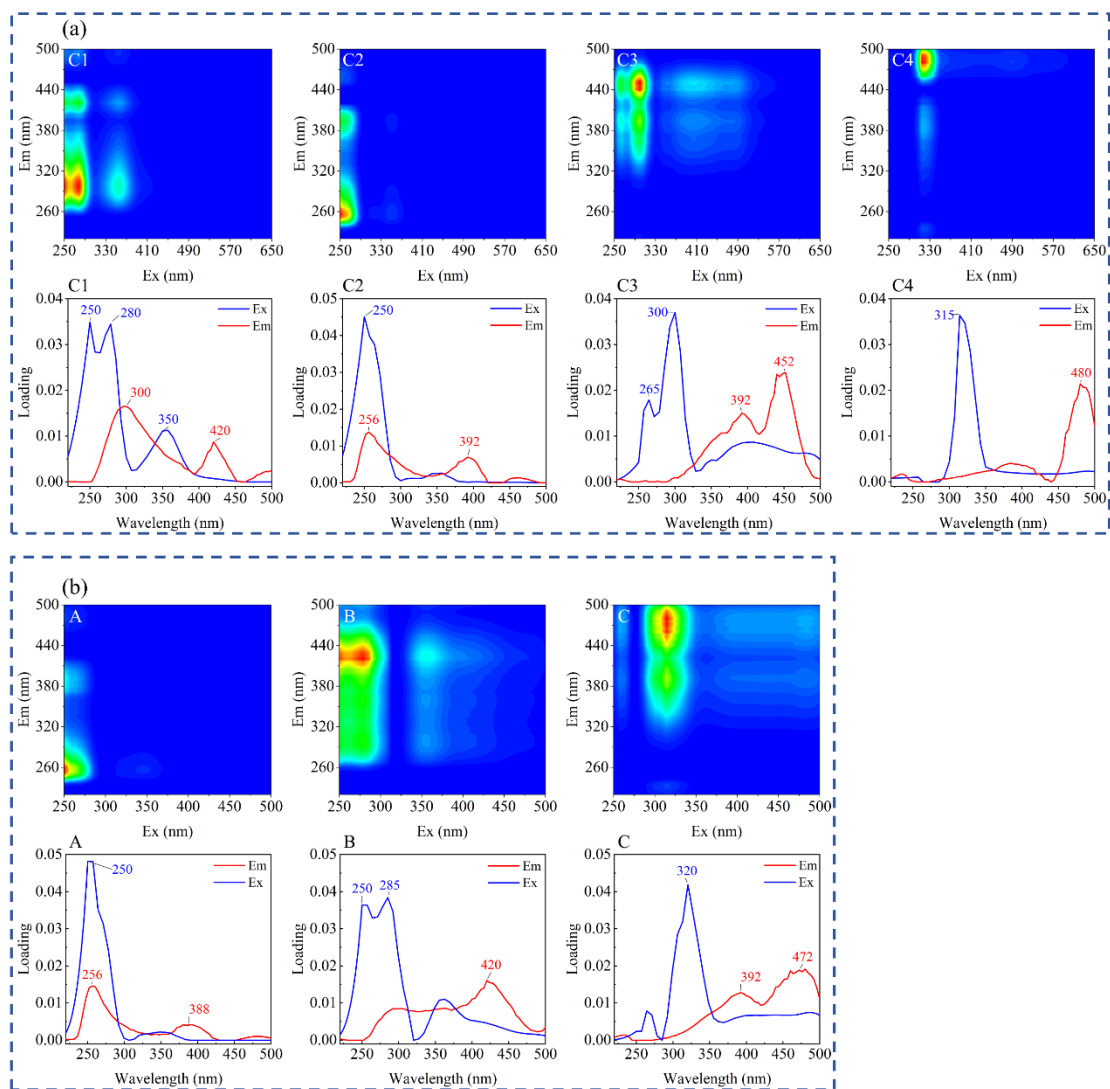 (a)
C1
C2
C3
C4
500
440
380
320
260
Em (nm)
250 330 410 490 570 650
Ex (nm)
500
440
380
320
260
Em (nm)
250 330 410 490 570 650
Ex (nm)
500
440
380
320
260
Em (nm)
250 330 410 490 570 650
Ex (nm)
500
440
380
320
260
Em (nm)
250 330 410 490 570 650
Ex (nm)
C1
0.04
0.03
0.02
0.01
0.00
Loading
250 280
300
350
420
Ex
Em
250 300 350 400 450 500
Wavelength (nm)
C2
0.05
0.04
0.03
0.02
0.01
0.00
Loading
250
256
392
Ex
Em
250 300 350 400 450 500
Wavelength (nm)
C3
0.04
0.03
0.02
0.01
0.00
Loading
300
265
392
452
Ex
Em
250 300 350 400 450 500
Wavelength (nm)
C4
0.04
0.03
0.02
0.01
0.00
Loading
315
480
Ex
Em
250 300 350 400 450 500
Wavelength (nm)
(b)
A
B
C
500
440
380
320
260
Em (nm)
250 300 350 400 450 500
Ex (nm)
500
440
380
320
260
Em (nm)
250 300 350 400 450 500
Ex (nm)
500
440
380
320
260
Em (nm)
250 300 350 400 450 500
Ex (nm)
A
0.05
0.04
0.03
0.02
0.01
0.00
Loading
250
256
388
Em
Ex
250 300 350 400 450 500
Wavelength (nm)
B
0.05
0.04
0.03
0.02
0.01
0.00
Loading
250 285
420
Em
Ex
250 300 350 400 450 500
Wavelength (nm)
C
0.05
0.04
0.03
0.02
0.01
0.00
Loading
320
392
472
Em
Ex
250 300 350 400 450 500
Wavelength (nm)